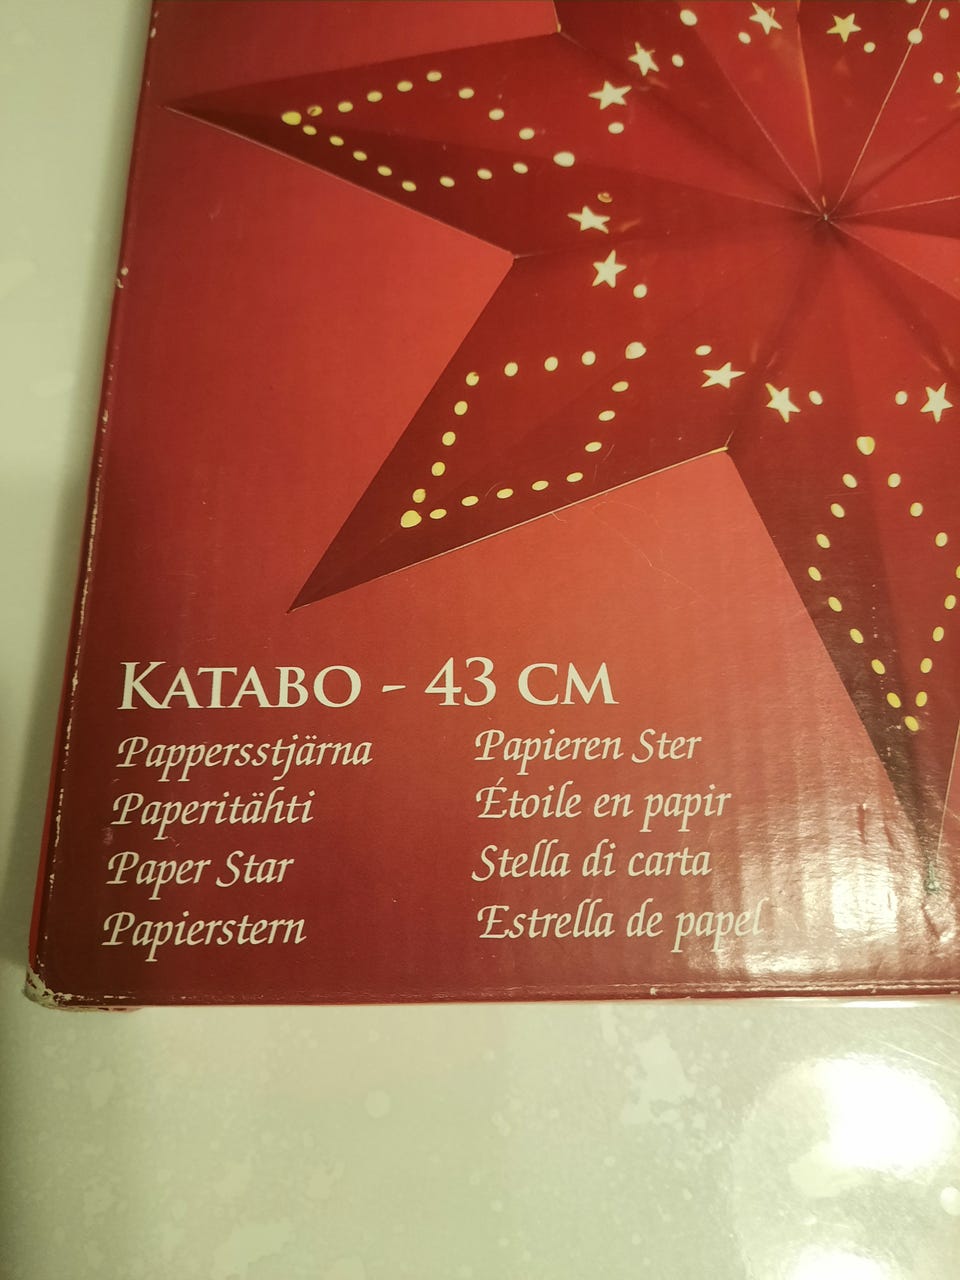 KATABO - 43 CM
Pappersstjärna
Paperitähti
Paper Star
Papierstern
Papieren Ster
Étoile en papir
Stella di carta
Estrella de papel